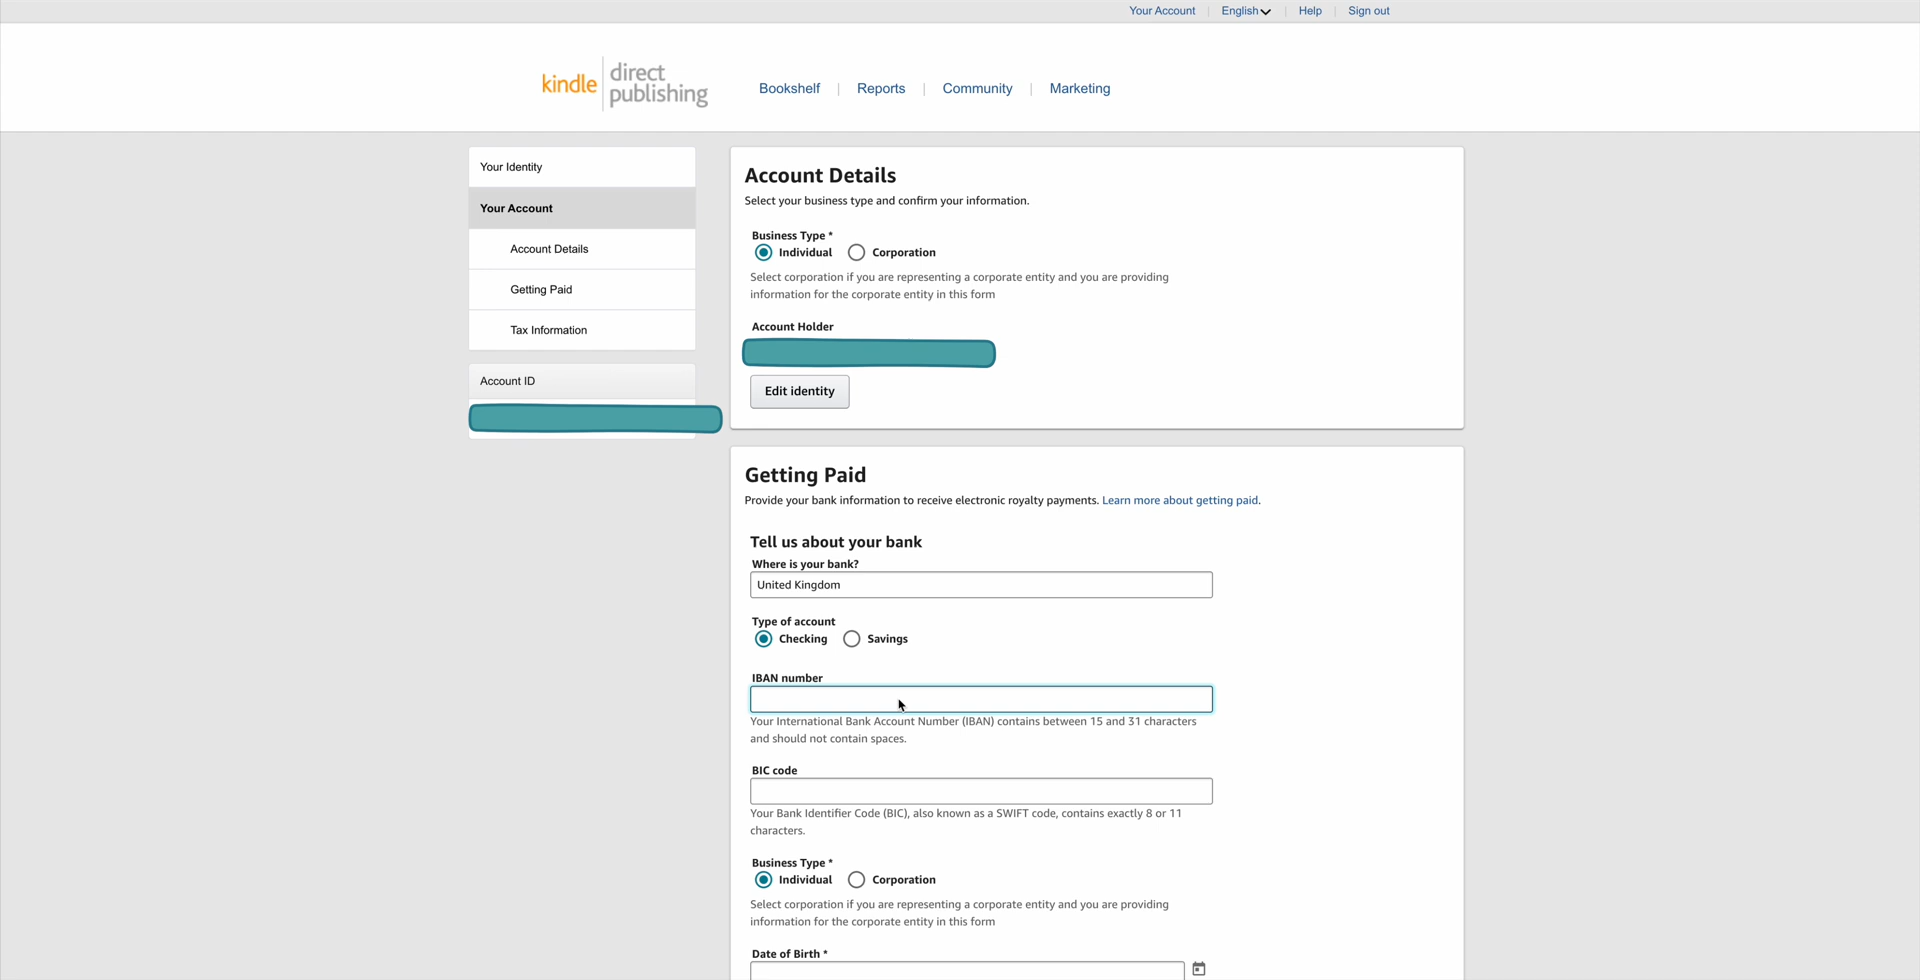 Your Account
English
Help
Sign out
kindle direct publishing
Bookshelf
Reports
Community
Marketing
Your Identity
Your Account
Account Details
Getting Paid
Tax Information
Account ID
Account Details
Select your business type and confirm your information.
Business Type *
Individual
Corporation
Select corporation if you are representing a corporate entity and you are providing
information for the corporate entity in this form
Account Holder
Edit identity
Getting Paid
Provide your bank information to receive electronic royalty payments. Learn more about getting paid.
Tell us about your bank
Where is your bank?
United Kingdom
Type of account
Checking
Savings
IBAN number
Your International Bank Account Number (IBAN) contains between 15 and 31 characters
and should not contain spaces.
BIC code
Your Bank Identifier Code (BIC), also known as a SWIFT code, contains exactly 8 or 11
characters.
Business Type *
Individual
Corporation
Select corporation if you are representing a corporate entity and you are providing
information for the corporate entity in this form
Date of Birth *